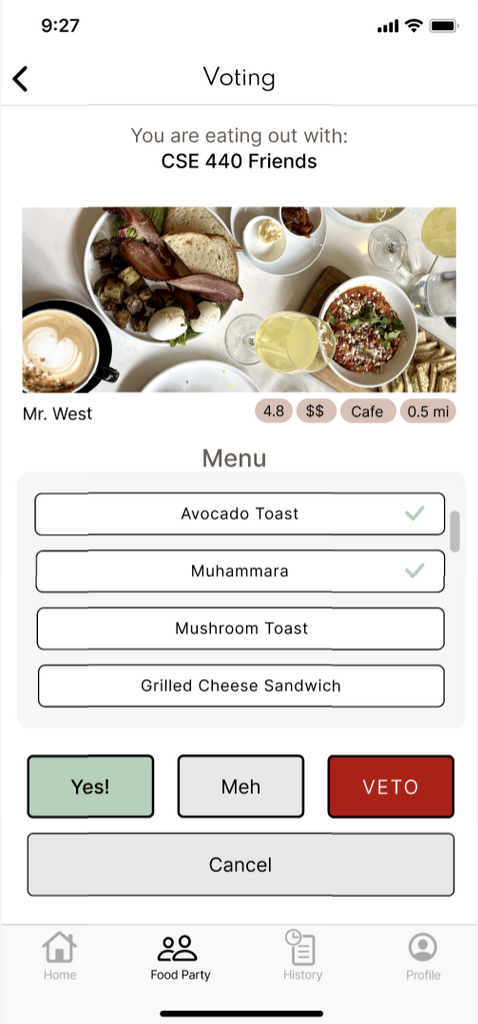 9:27
Voting
You are eating out with:
CSE 440 Friends
Mr. West 4.8 $$ Cafe 0.5 mi
Menu
Avocado Toast
Muhammara
Mushroom Toast
Grilled Cheese Sandwich
Yes! Meh VETO
Cancel
Home Food Party History Profile